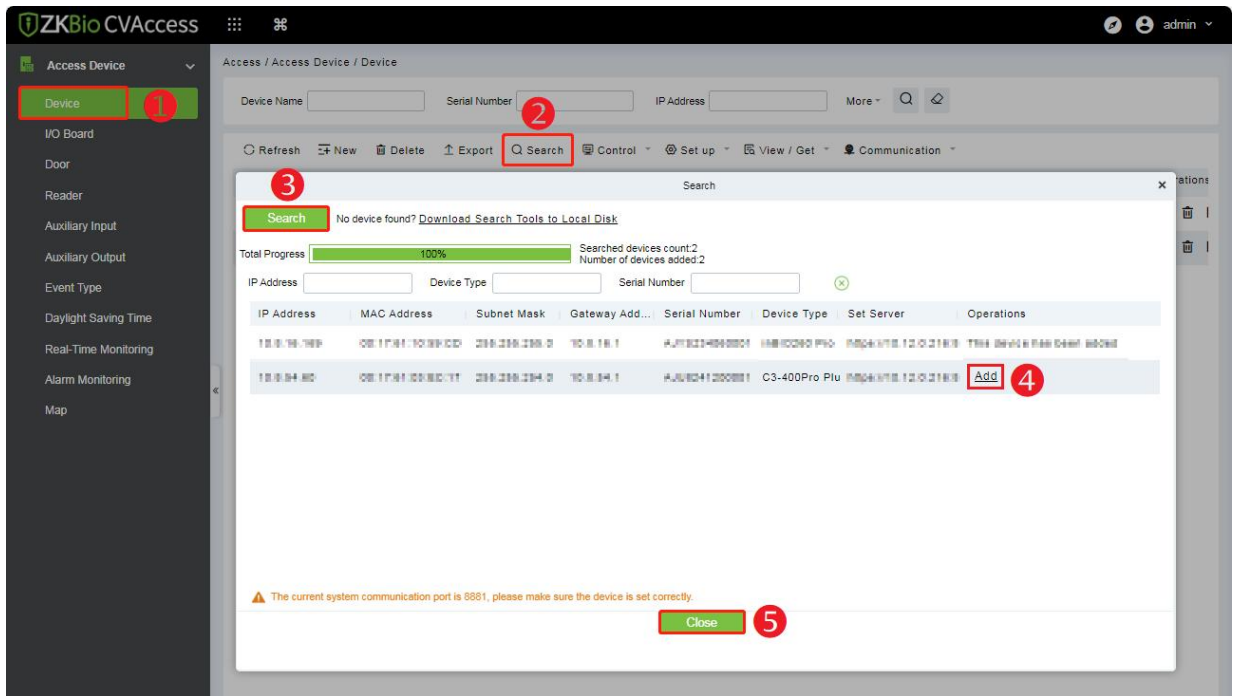 ZKBio CVAccess
admin
Access Device
Access / Access Device / Device
Device
1
Device Name
Serial Number
IP Address
More
2
I/O Board
Refresh New Delete Export Search Control Set up View / Get Communication
Door
Reader
3
Search
ations
Auxiliary Input
Search
No device found? Download Search Tools to Local Disk
Auxiliary Output
Total Progress
100%
Searched devices count:2
Number of devices added:2
Event Type
IP Address
Device Type
Serial Number
Daylight Saving Time
IP Address MAC Address Subnet Mask Gateway Add... Serial Number Device Type Set Server Operations
Real-Time Monitoring
This device has been added
Alarm Monitoring
C3-400Pro Plu
Add
4
Map
The current system communication port is 8881, please make sure the device is set correctly.
Close
5